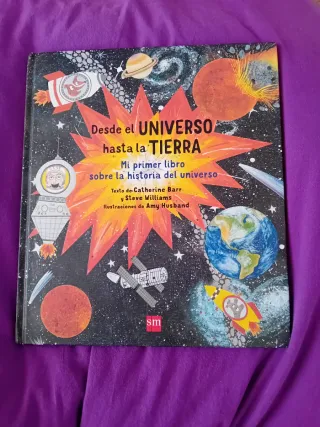 Desde el UNIVERSO
hasta la TIERRA
Mi primer libro
sobre la historia del universo
Texto de Catherine Barr
y Steve Williams
Ilustraciones de Amy Husband
sm